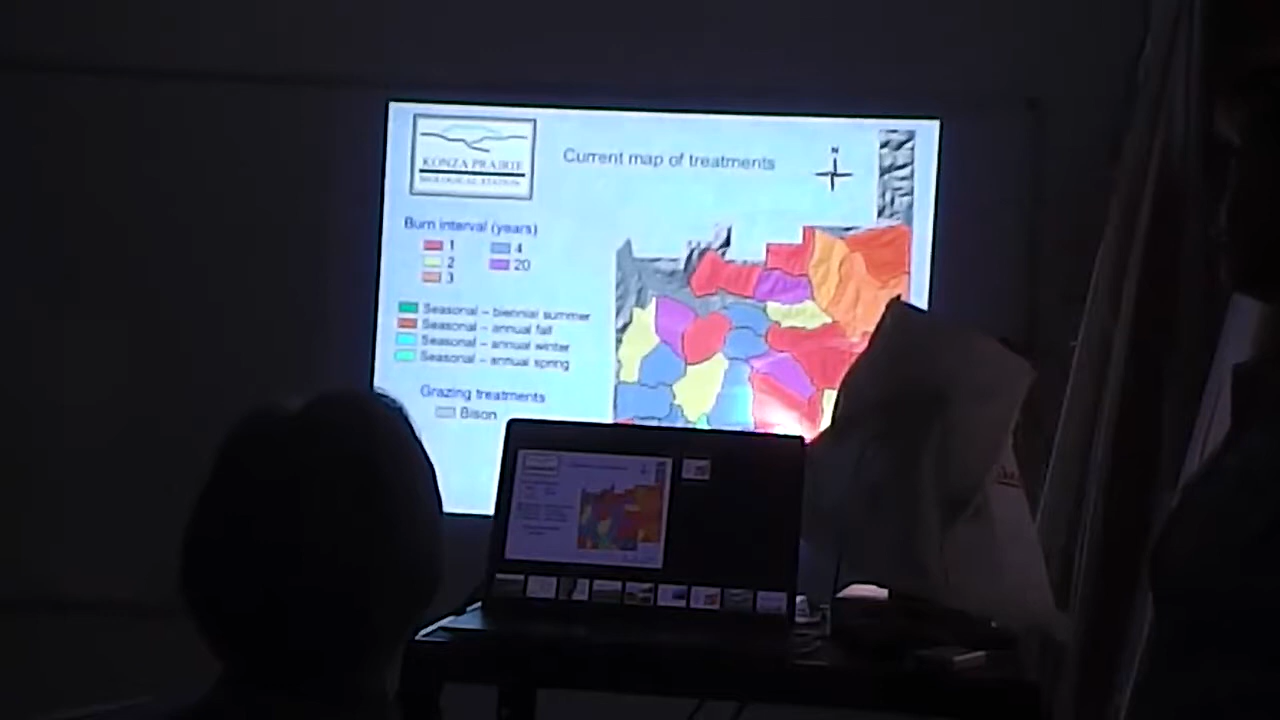 KONZA PRAIRIE
BIOLOGICAL STATION
Current map of treatments
N
Burn interval (years)
1
4
2
20
3
Seasonal – biennial summer
Seasonal – annual fall
Seasonal – annual winter
Seasonal – annual spring
Grazing treatments
Bison